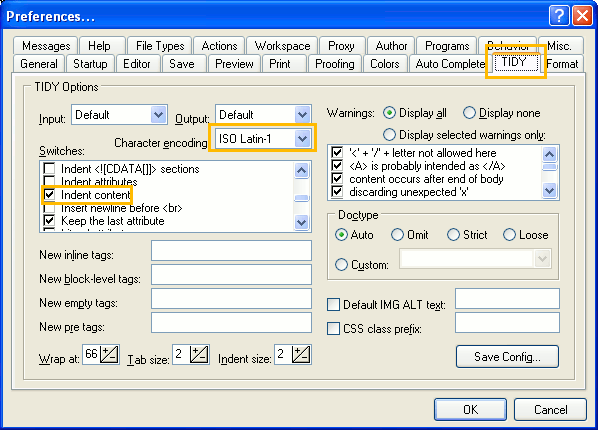 Preferences...
Messages Help File Types Actions Workspace Proxy Author Programs Behavior Misc.
General Startup Editor Save Preview Print Proofing Colors Auto Complete TIDY Format
TIDY Options
Input: Default Output: Default
Character encoding: ISO Latin-1
Switches:
Indent <![CDATA[]]> sections
Indent attributes
Indent content
Insert newline before <br>
Keep the last attribute
New inline tags:
New block-level tags:
New empty tags:
New pre tags:
Wrap at: 66 Tab size: 2 Indent size: 2
Warnings: Display all Display none
Display selected warnings only:
'<' + '/' + letter not allowed here
<A> is probably intended as </A>
content occurs after end of body
discarding unexpected 'x'
Doctype
Auto Omit Strict Loose
Custom:
Default IMG ALT text:
CSS class prefix:
Save Config...
OK Cancel